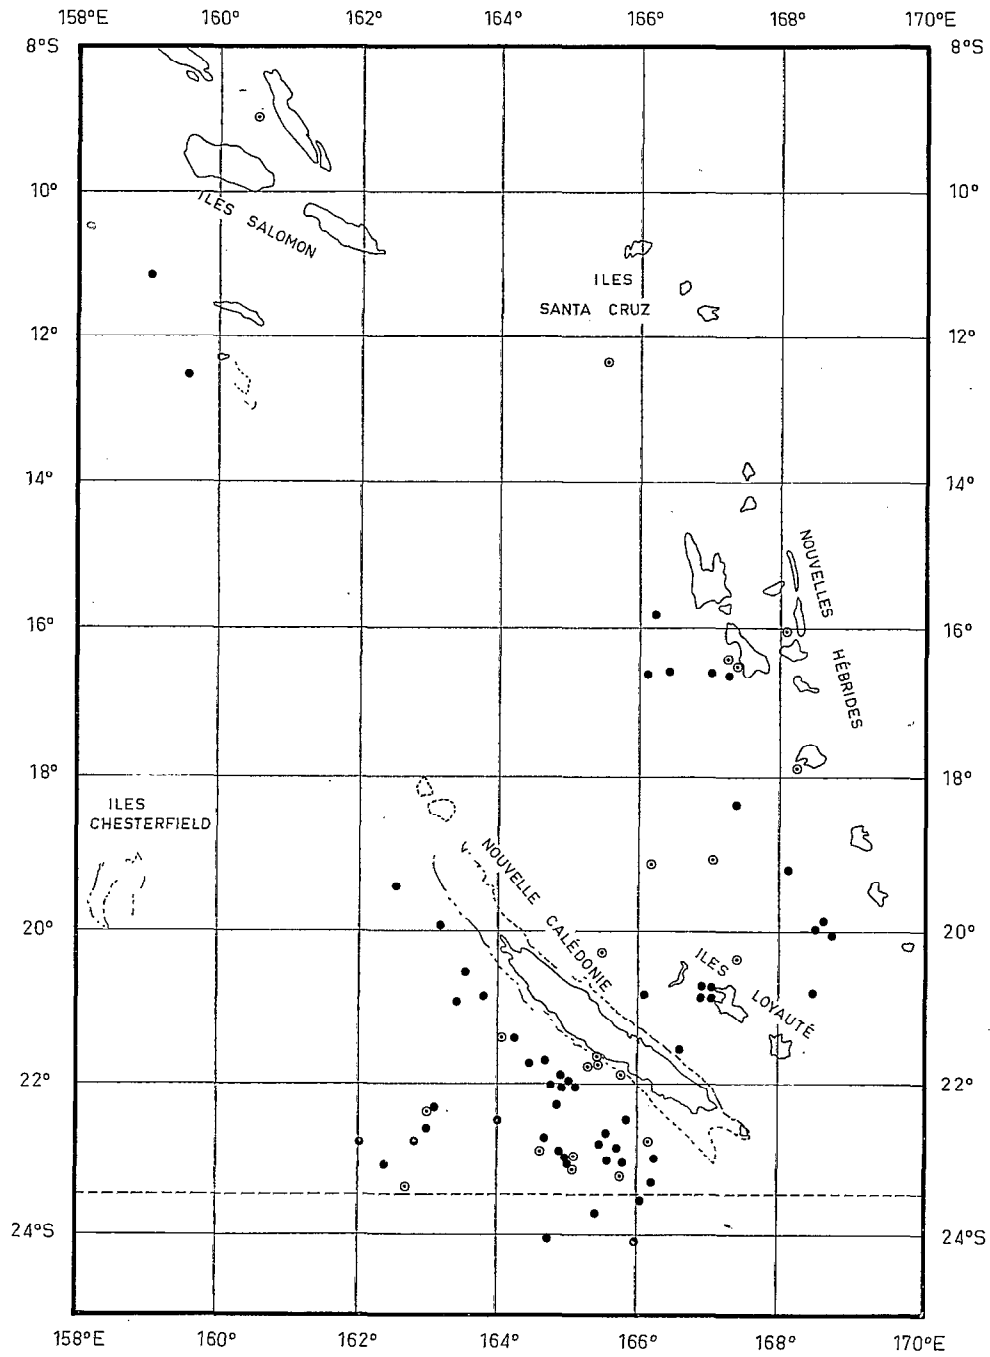 158°E 160° 162° 164° 166° 168° 170°E
8°S 8°S
10° 10°
ILES SALOMON
ILES
SANTA CRUZ
12° 12°
14° 14°
NOUVELLES
HÉBRIDES
16° 16°
18° 18°
ILES
CHESTERFIELD
NOUVELLE CALÉDONIE
20° 20°
ILES LOYAUTÉ
22° 22°
24°S 24°S
158°E 160° 162° 164° 166° 168° 170°E